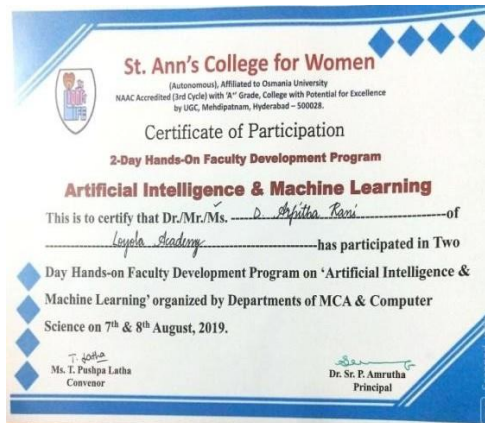 St. Ann's College for Women
(Autonomous), Affiliated to Osmania University
NAAC Accredited (3rd Cycle) with 'A+' Grade, College with Potential for Excellence
by UGC, Mehdipatnam, Hyderabad – 500028.
Certificate of Participation
2-Day Hands-On Faculty Development Program
Artificial Intelligence & Machine Learning
This is to certify that Dr./Mr./Ms. D. Arpitha Rani of
Loyola Academy has participated in Two
Day Hands-on Faculty Development Program on 'Artificial Intelligence &
Machine Learning' organized by Departments of MCA & Computer
Science on 7th & 8th August, 2019.
T. Latha
Ms. T. Pushpa Latha
Convenor
Dr. Sr. P. Amrutha
Principal